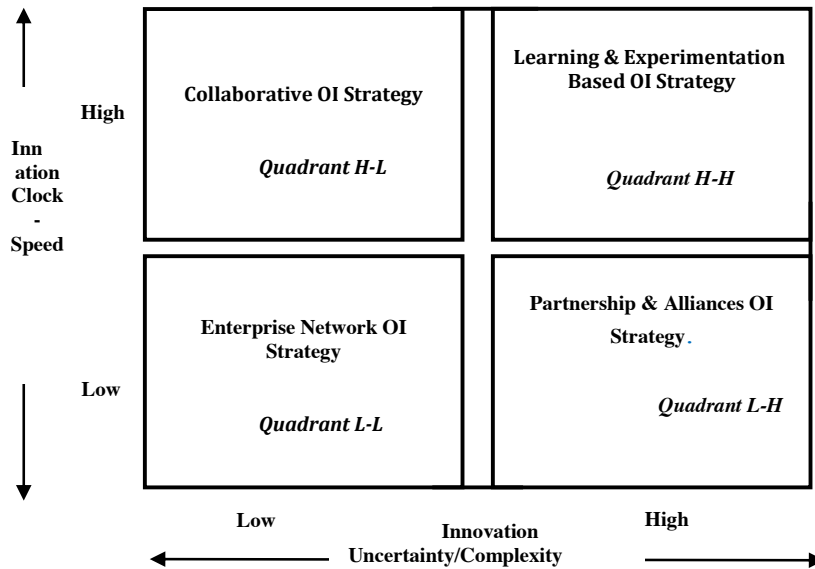 Learning & Experimentation
Based OI Strategy
Collaborative OI Strategy
High
Inn
ation
Clock
-
Speed
Quadrant H-L
Quadrant H-H
Partnership & Alliances OI
Strategy.
Enterprise Network OI
Strategy
Low
Quadrant L-H
Quadrant L-L
Low
High
Innovation
Uncertainty/Complexity